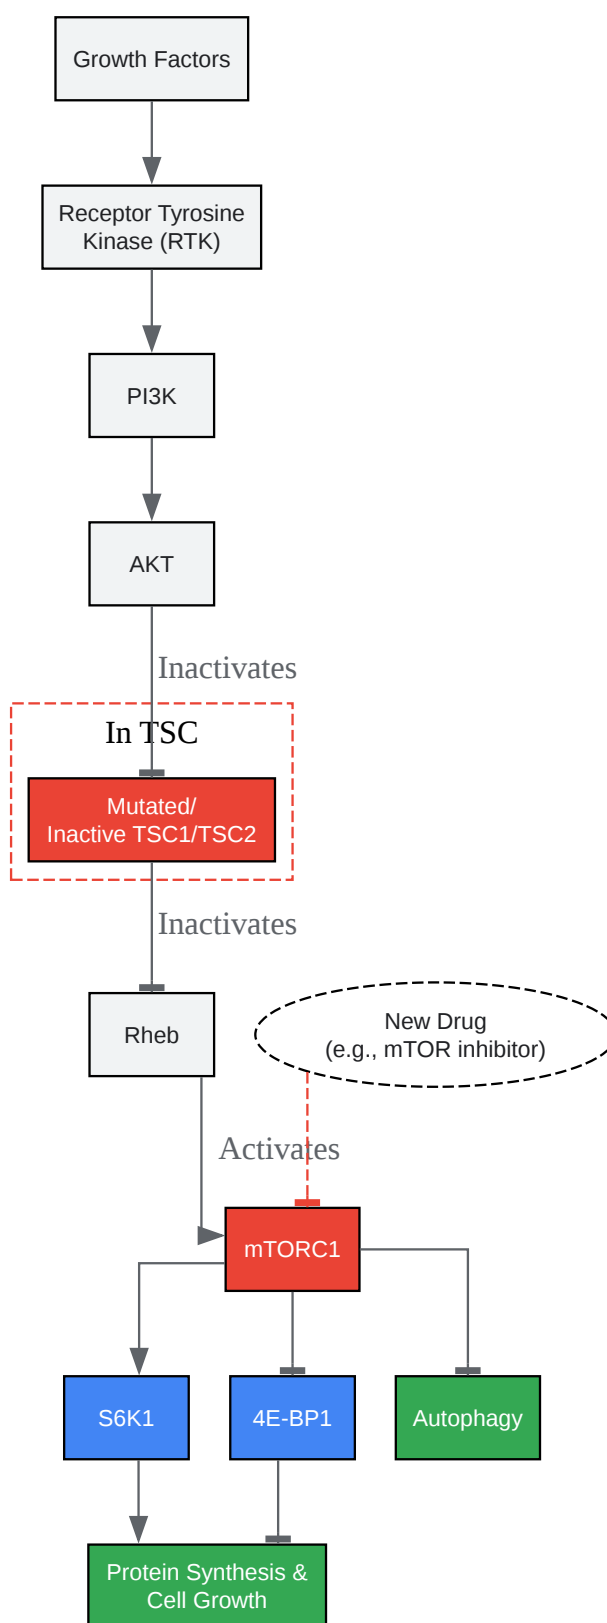 Growth Factors
Receptor Tyrosine
Kinase (RTK)
PI3K
AKT
Inactivates
In TSC
Mutated/
Inactive TSC1/TSC2
Inactivates
Rheb
New Drug
(e.g., mTOR inhibitor)
Activates
mTORC1
S6K1
4E-BP1
Autophagy
Protein Synthesis &
Cell Growth